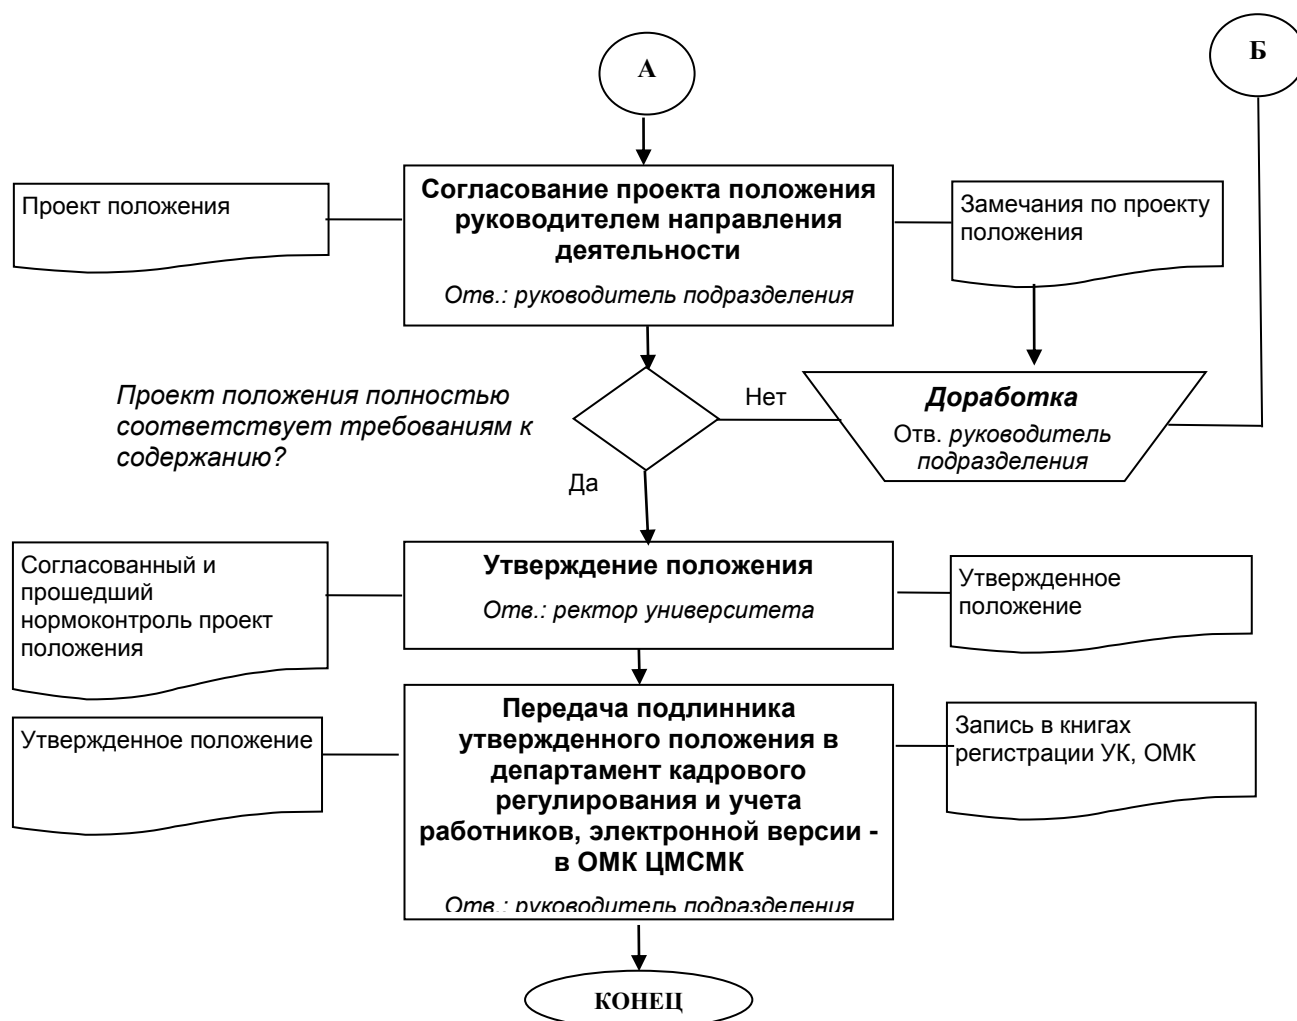 А
Б
Проект положения
Согласование проекта положения
руководителем направления
деятельности
Отв.: руководитель подразделения
Замечания по проекту
положения
Проект положения полностью
соответствует требованиям к
содержанию?
Нет
Доработка
Отв. руководитель
подразделения
Да
Согласованный и
прошедший
нормоконтроль проект
положения
Утверждение положения
Отв.: ректор университета
Утвержденное
положение
Утвержденное положение
Передача подлинника
утвержденного положения в
департамент кадрового
регулирования и учета
работников, электронной версии -
в ОМК ЦМСМК
Отв.: руководитель подразделения
Запись в книгах
регистрации УК, ОМК
КОНЕЦ